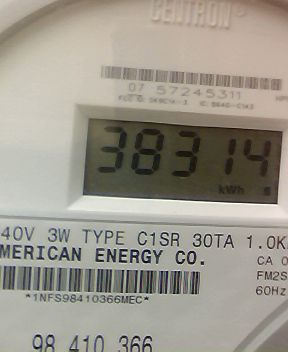 CENTRON®
07 57245311
38314
kWh
40V 3W TYPE C1SR 30TA 1.0K
MERICAN ENERGY CO.
CA 0
FM2S
60Hz
*1NFS98410366MEC*
98 410 366